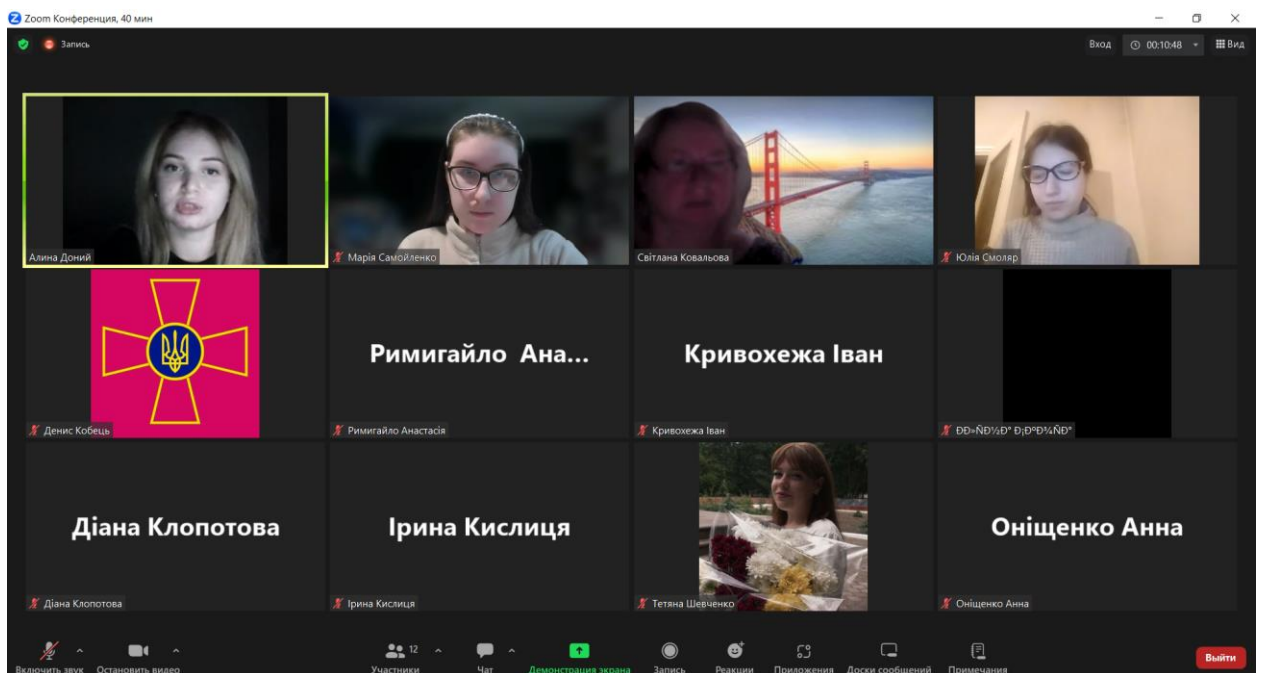 Zoom Конференция, 40 мин
Запись
Вход
00:10:48
Вид
Алина Доний
Марія Самойленко
Світлана Ковальова
Юлія Смоляр
Денис Кобець
Римигайло Ана...
Римигайло Анастасія
Кривохежа Іван
Кривохежа Іван
Діана Клопотова
Діана Клопотова
Ірина Кислиця
Ірина Кислиця
Тетяна Шевченко
Оніщенко Анна
Оніщенко Анна
Включить звук
Остановить видео
12
Участники
Чат
Демонстрация экрана
Запись
Реакции
Приложения
Доски сообщений
Примечания
Выйти